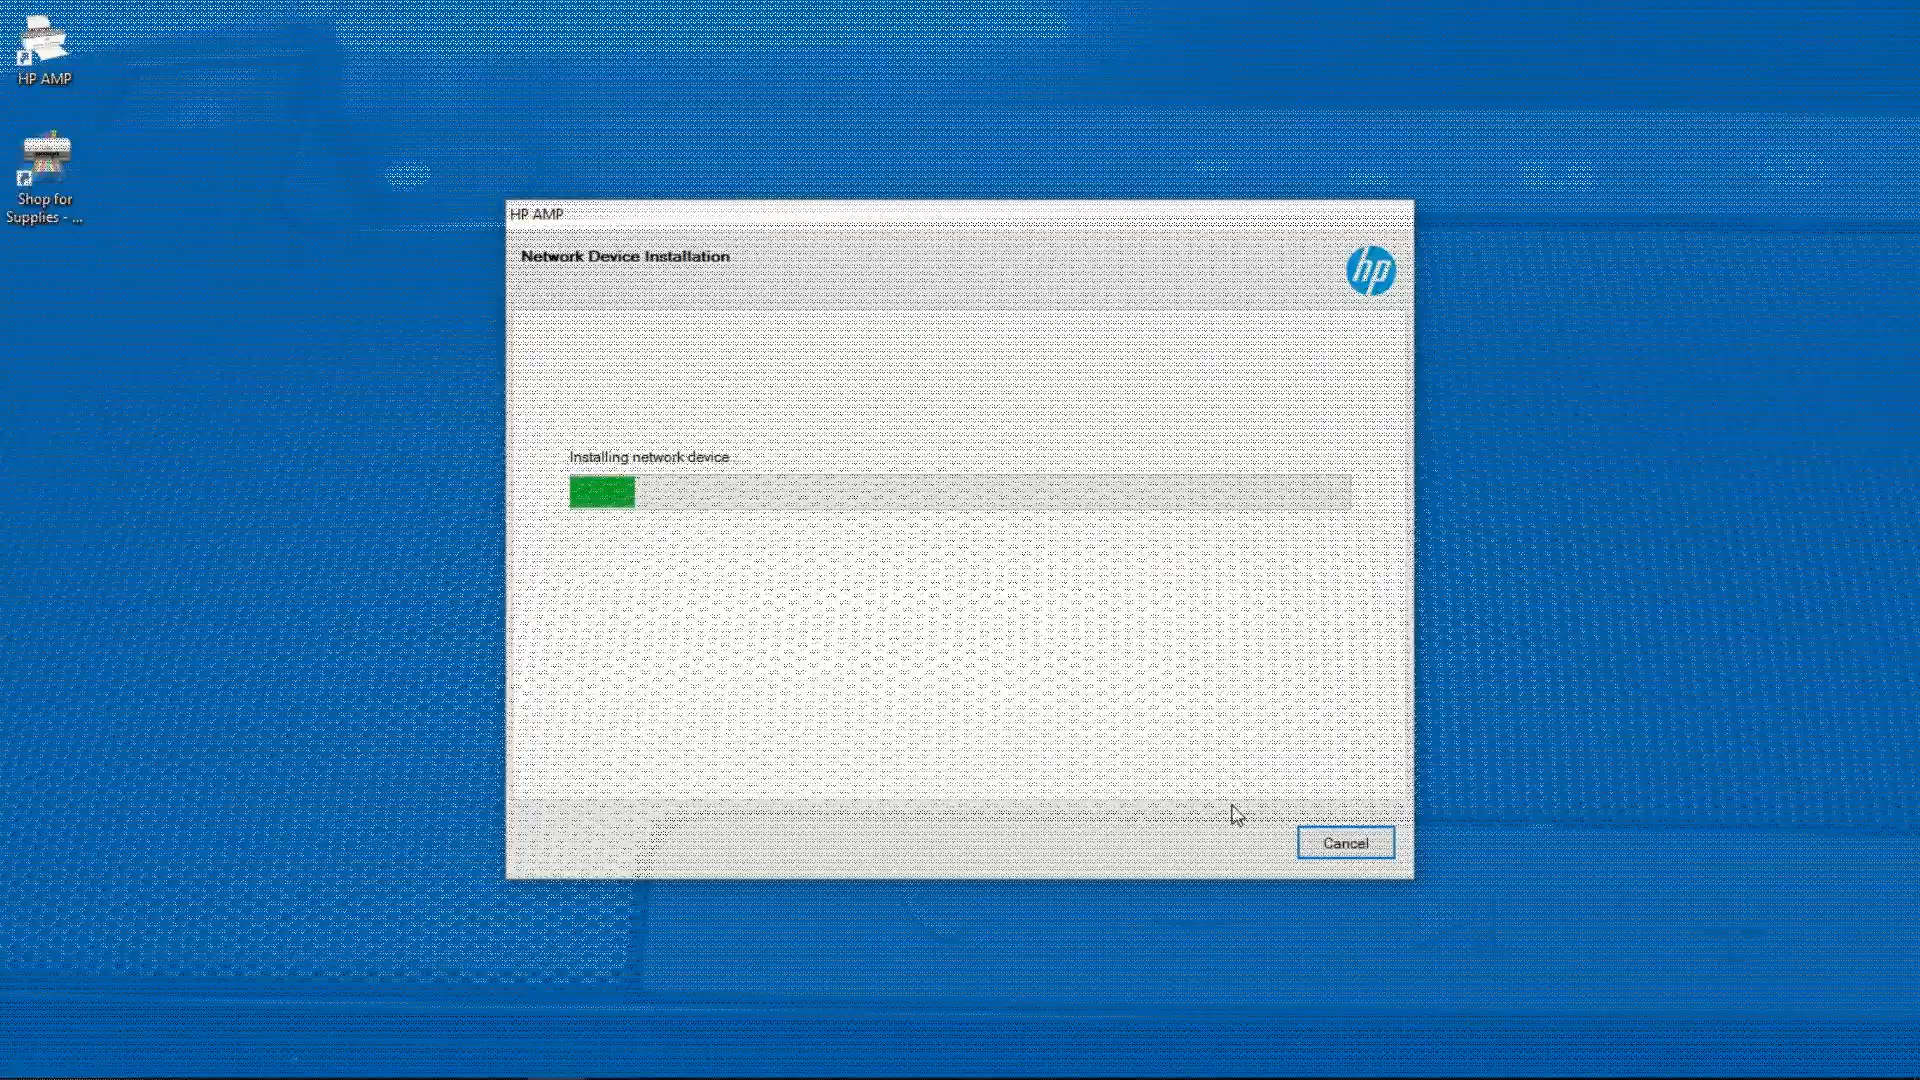 HP AMP
Shop for
Supplies - ...
HP AMP
Network Device Installation
hp
Installing network device
Cancel